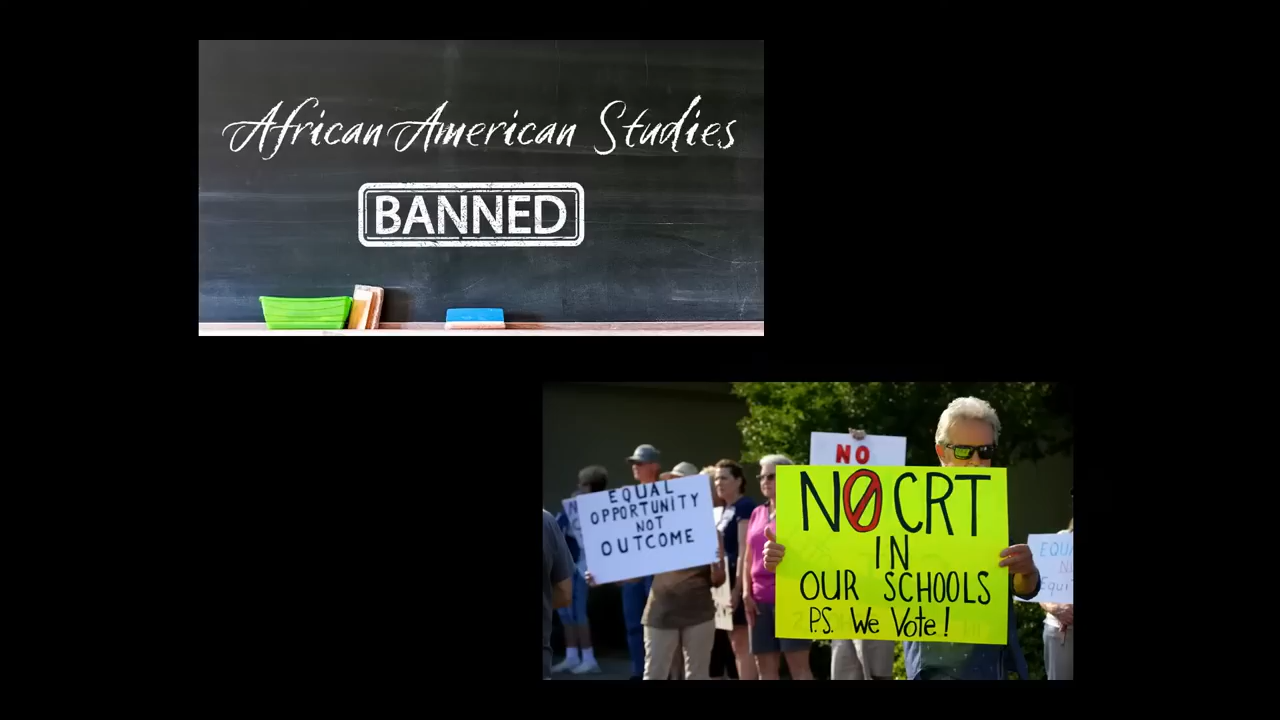 African American Studies
BANNED
NO
EQUAL
OPPORTUNITY
NOT
OUTCOME
NO CRT
IN
OUR SCHOOLS
P.S. We Vote!